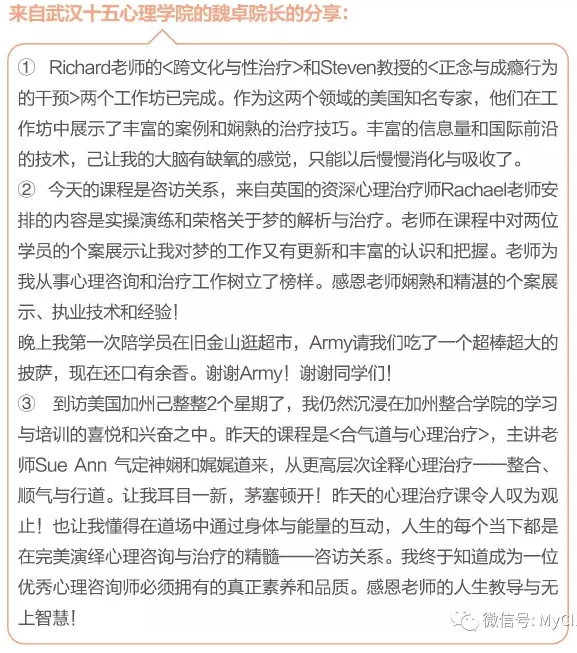 来自武汉十五心理学院的魏卓院长的分享：
① Richard老师的<跨文化与性治疗>和Steven教授的<正念与成瘾行为
的干预>两个工作坊已完成。作为这两个领域的美国知名专家，他们在工
作坊中展示了丰富的案例和娴熟的治疗技巧。丰富的信息量和国际前沿
的技术，己让我的大脑有缺氧的感觉，只能以后慢慢消化与吸收了。
② 今天的课程是咨访关系，来自英国的资深心理治疗师Rachael老师安
排的内容是实操演练和荣格关于梦的解析与治疗。老师在课程中对两位
学员的个案展示让我对梦的工作又有更新和丰富的认识和把握。老师为
我从事心理咨询和治疗工作树立了榜样。感恩老师娴熟和精湛的个案展
示、执业技术和经验！
晚上我第一次陪学员在旧金山逛超市，Army请我们吃了一个超棒超大的
披萨，现在还口有余香。谢谢Army！谢谢同学们！
③ 到访美国加州己整整2个星期了，我仍然沉浸在加州整合学院的学习
与培训的喜悦和兴奋之中。昨天的课程是<合气道与心理治疗>，主讲老
师Sue Ann 气定神娴和娓娓道来，从更高层次诠释心理治疗一一整合、
顺气与行道。让我耳目一新，茅塞顿开！昨天的心理治疗课令人叹为观
止！也让我懂得在道场中通过身体与能量的互动，人生的每个当下都是
在完美演绎心理咨询与治疗的精髓——咨访关系。我终于知道成为一位
优秀心理咨询师必须拥有的真正素养和品质。感恩老师的人生教导与无
上智慧！
微信号: MyCI